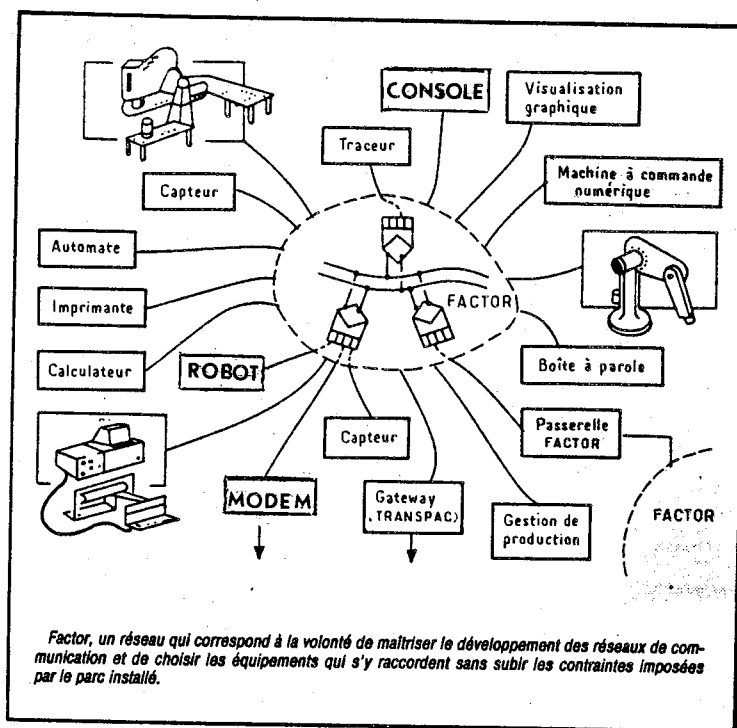 CONSOLE
Visualisation
graphique
Traceur
Machine à commande
numérique
Capteur
Automate
Imprimante
FACTOR
Calculateur
ROBOT
Boîte à parole
Capteur
Passerelle
FACTOR
MODEM
Gateway
(TRANSPAC)
Gestion de
production
FACTOR
Factor, un réseau qui correspond à la volonté de maîtriser le développement des réseaux de com-
munication et de choisir les équipements qui s'y raccordent sans subir les contraintes imposées
par le parc installé.